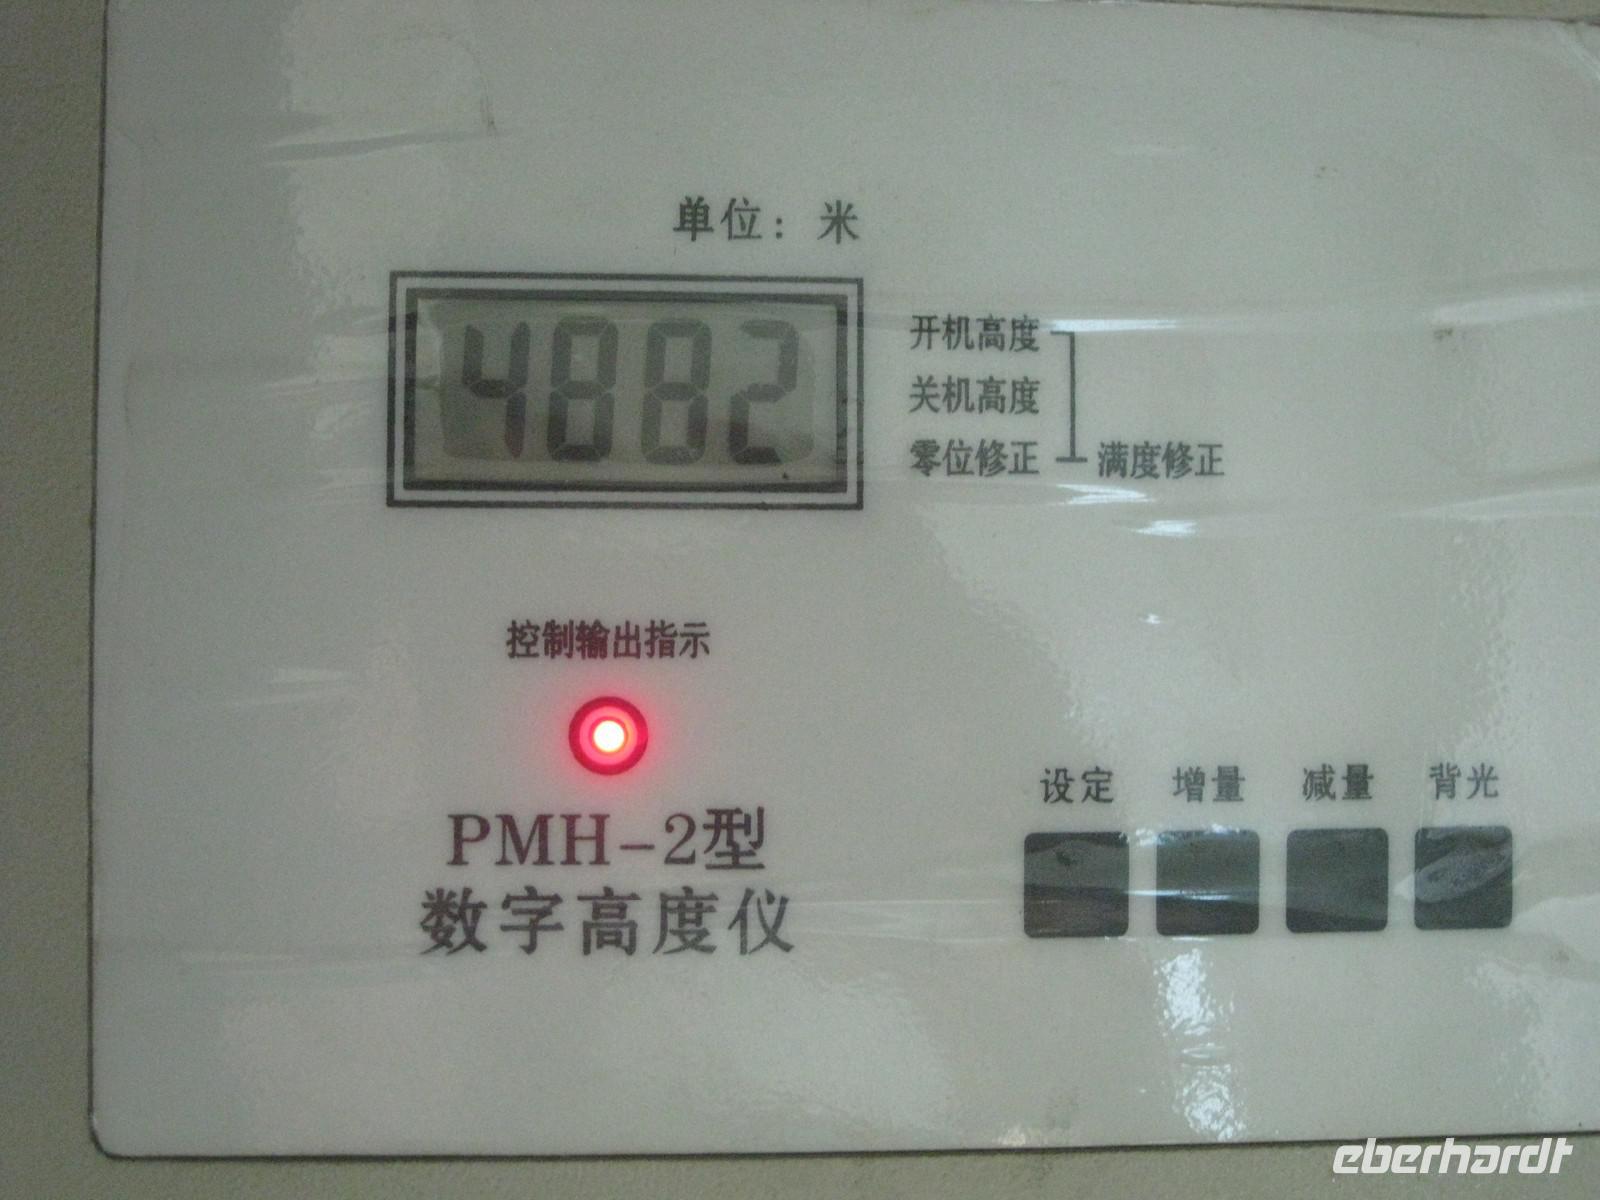 单位：米
4882
开机高度
关机高度
零位修正 满度修正
控制输出指示
PMH-2型
数字高度仪
设定 增量 减量 背光
eberhardt